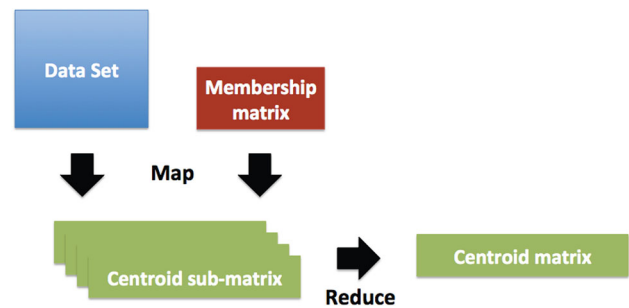 Data Set
Membership
matrix
Map
Centroid sub-matrix
Reduce
Centroid matrix